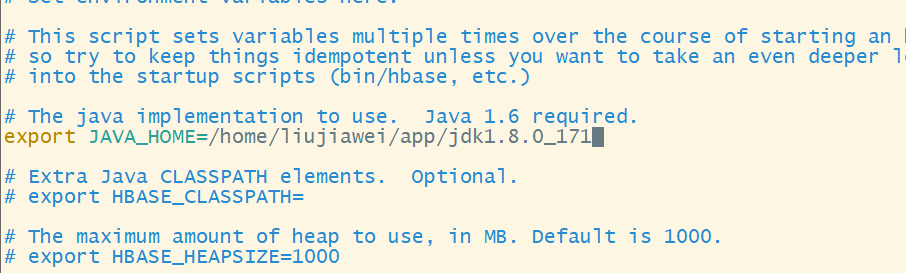 # Set environment variables here.
# This script sets variables multiple times over the course of starting an
# so try to keep things idempotent unless you want to take an even deeper
# into the startup scripts (bin/hbase, etc.)
# The java implementation to use.  Java 1.6 required.
export JAVA_HOME=/home/liujiawei/app/jdk1.8.0_171
# Extra Java CLASSPATH elements.  Optional.
# export HBASE_CLASSPATH=
# The maximum amount of heap to use, in MB. Default is 1000.
# export HBASE_HEAPSIZE=1000